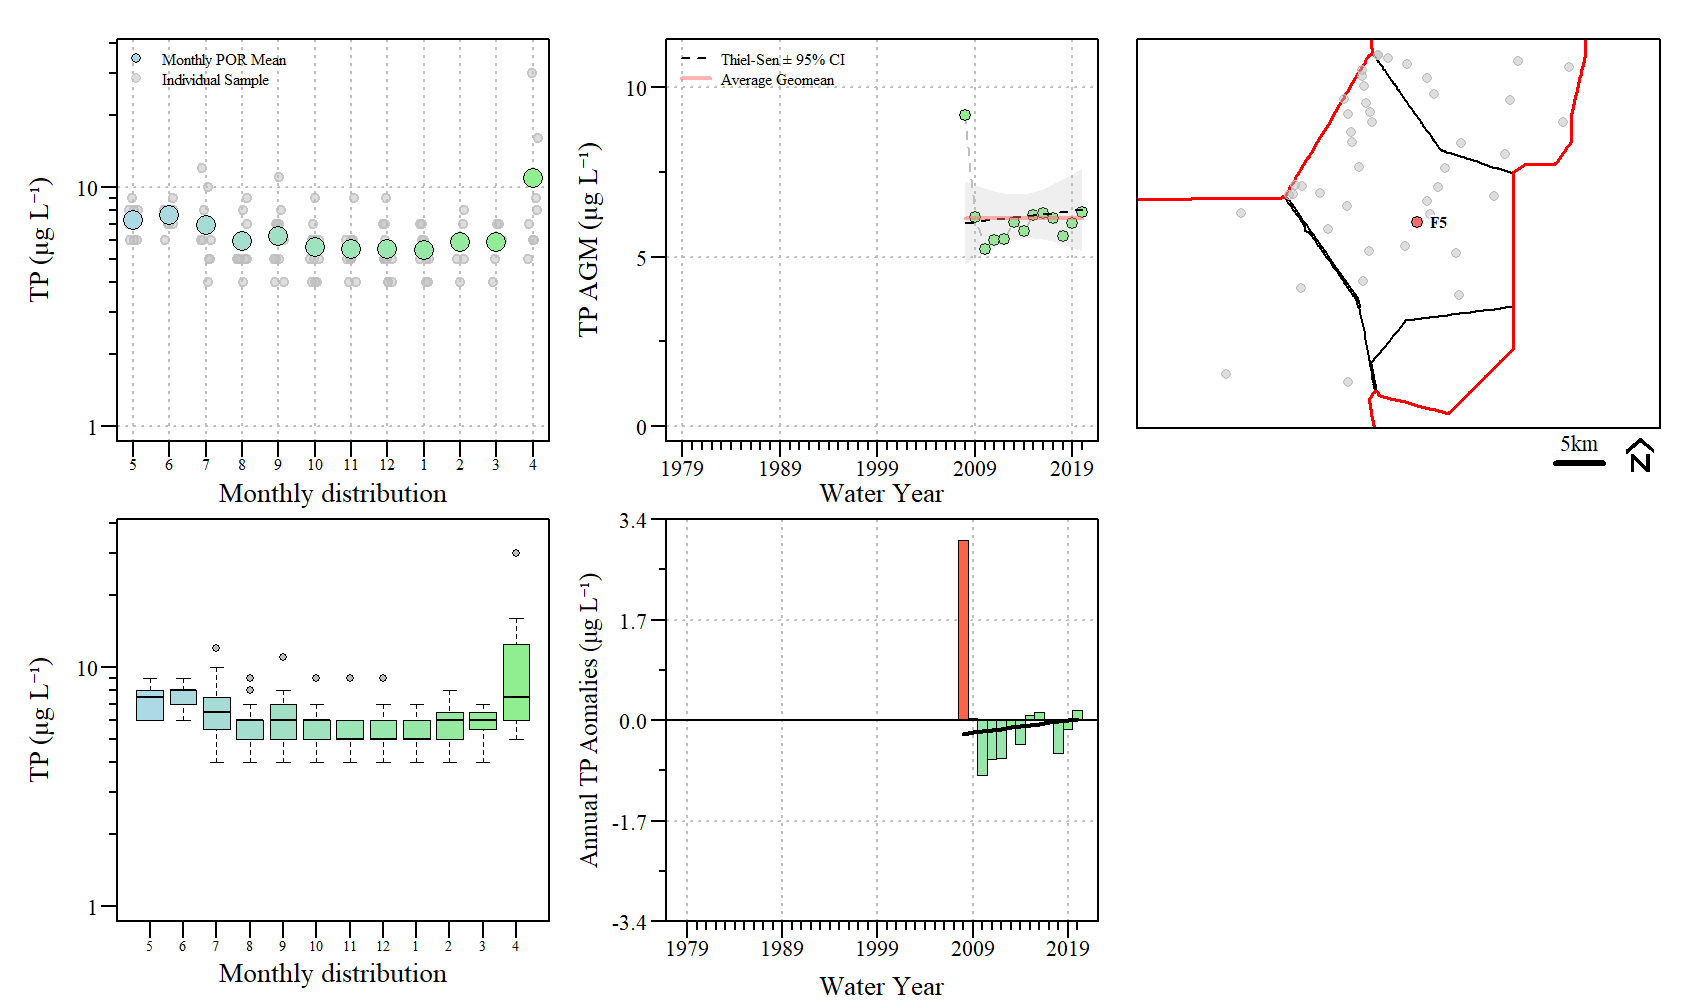 Monthly POR Mean
Individual Sample
10
1
TP (µg L⁻¹)
5 6 7 8 9 10 11 12 1 2 3 4
Monthly distribution
Thiel-Sen ± 95% CI
Average Geomean
10
5
0
TP AGM (µg L⁻¹)
1979 1989 1999 2009 2019
Water Year
F5
5km
N
10
1
TP (µg L⁻¹)
5 6 7 8 9 10 11 12 1 2 3 4
Monthly distribution
3.4
1.7
0.0
-1.7
-3.4
Annual TP Aomalies (µg L⁻¹)
1979 1989 1999 2009 2019
Water Year